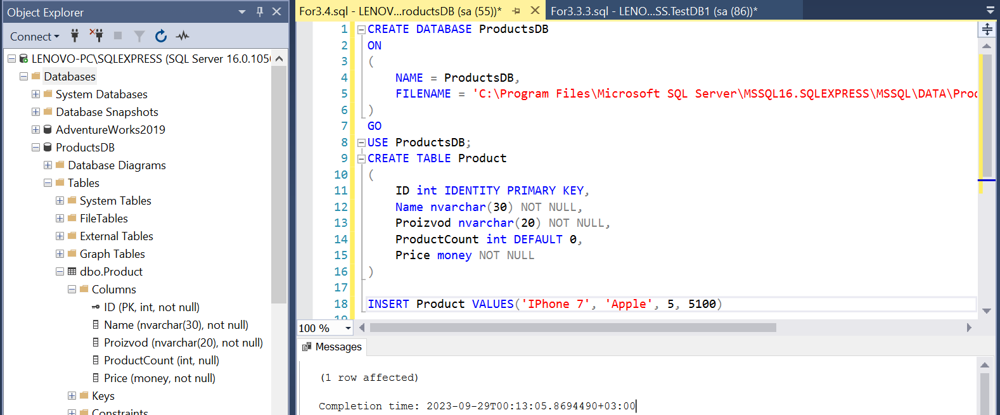 Object Explorer
Connect
LENOVO-PC\SQLEXPRESS (SQL Server 16.0.105
Databases
System Databases
Database Snapshots
AdventureWorks2019
ProductsDB
Database Diagrams
Tables
System Tables
FileTables
External Tables
Graph Tables
dbo.Product
Columns
ID (PK, int, not null)
Name (nvarchar(30), not null)
Proizvod (nvarchar(20), not null)
ProductCount (int, null)
Price (money, not null)
Keys
Constraints
For3.4.sql - LENOV...roductsDB (sa (55))* For3.3.3.sql - LENO...SS.TestDB1 (sa (86))*
1 CREATE DATABASE ProductsDB
2 ON
3 (
4 NAME = ProductsDB,
5 FILENAME = 'C:\Program Files\Microsoft SQL Server\MSSQL16.SQLEXPRESS\MSSQL\DATA\Proc
6 )
7 GO
8 USE ProductsDB;
9 CREATE TABLE Product
10 (
11 ID int IDENTITY PRIMARY KEY,
12 Name nvarchar(30) NOT NULL,
13 Proizvod nvarchar(20) NOT NULL,
14 ProductCount int DEFAULT 0,
15 Price money NOT NULL
16 )
17
18 INSERT Product VALUES('IPhone 7', 'Apple', 5, 5100)
19
100 %
Messages
(1 row affected)
Completion time: 2023-09-29T00:13:05.8694490+03:00